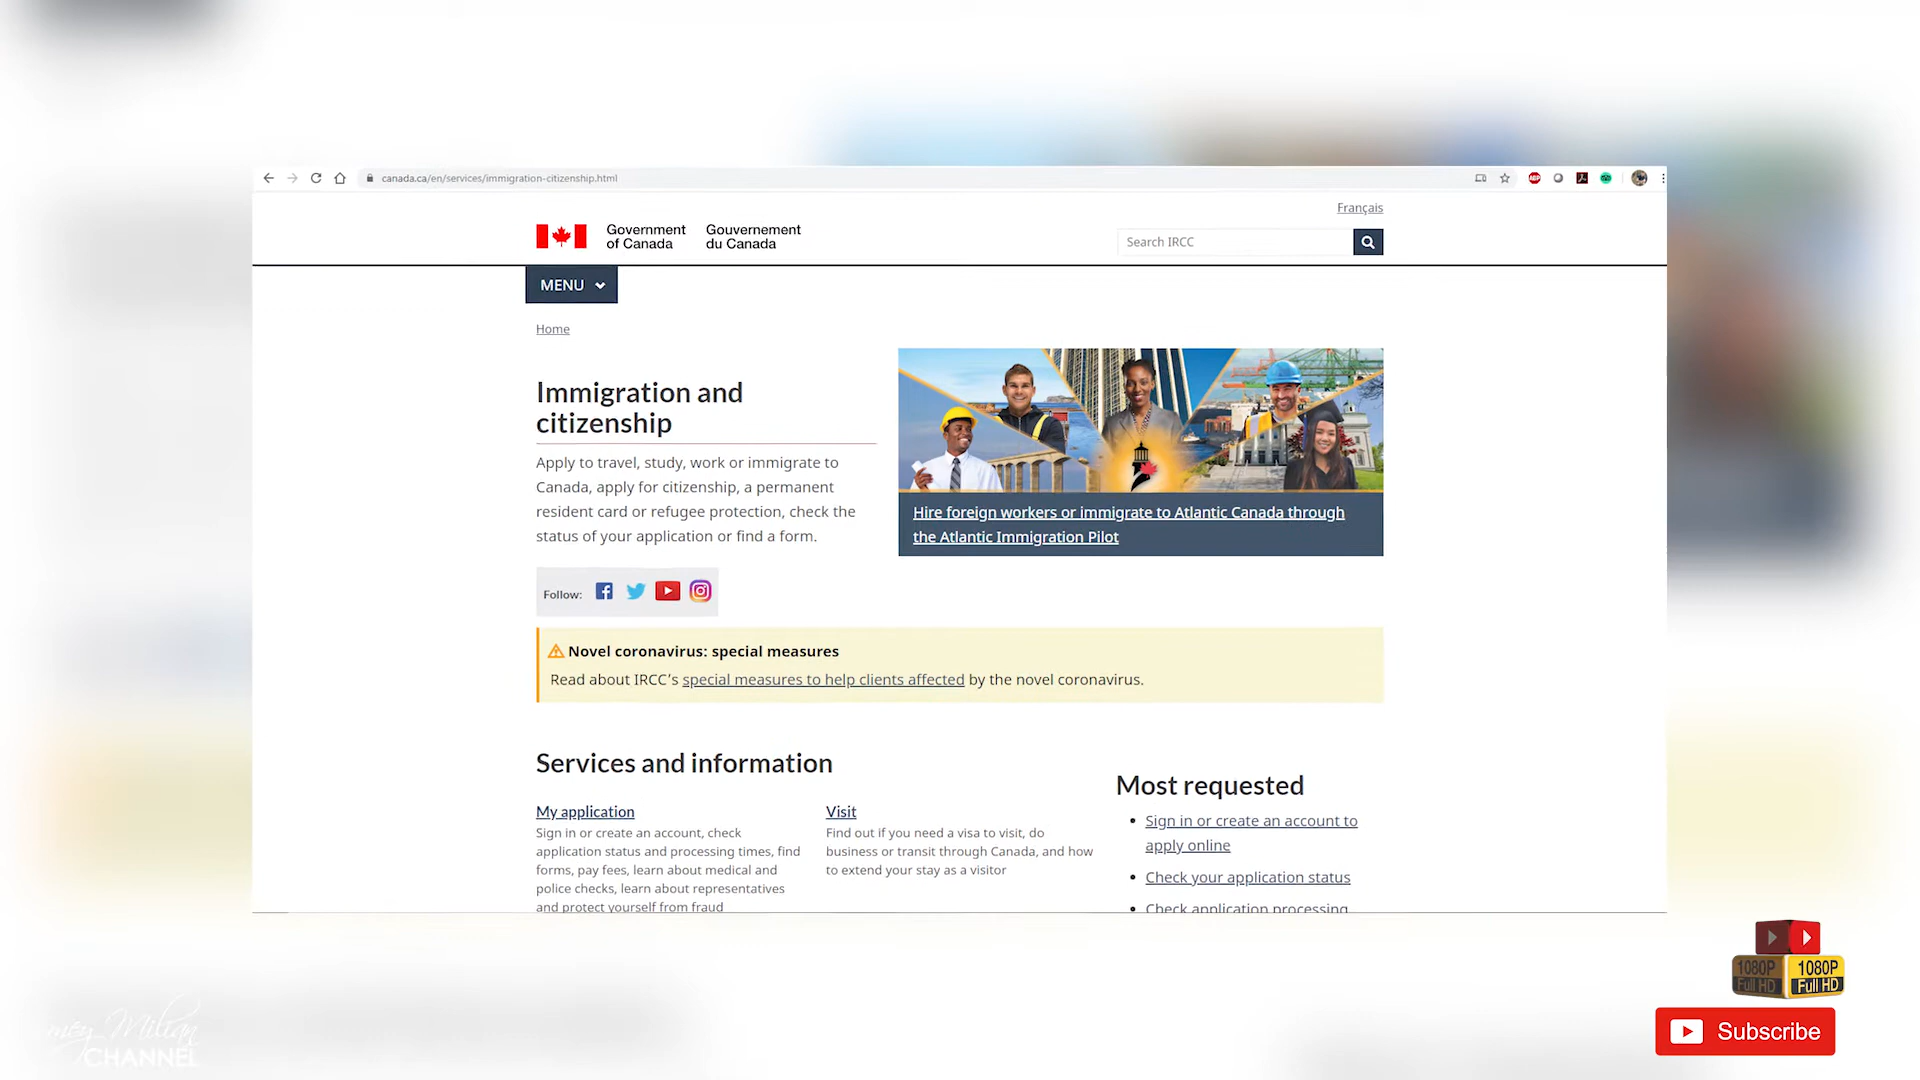 canada.ca/en/services/immigration-citizenship.html
Français
Government
of Canada
Gouvernement
du Canada
Search IRCC
MENU
Home
Immigration and
citizenship
Apply to travel, study, work or immigrate to
Canada, apply for citizenship, a permanent
resident card or refugee protection, check the
status of your application or find a form.
Hire foreign workers or immigrate to Atlantic Canada through
the Atlantic Immigration Pilot
Follow:
Novel coronavirus: special measures
Read about IRCC’s special measures to help clients affected by the novel coronavirus.
Services and information
My application
Sign in or create an account, check
application status and processing times, find
forms, pay fees, learn about medical and
police checks, learn about representatives
and protect yourself from fraud
Visit
Find out if you need a visa to visit, do
business or transit through Canada, and how
to extend your stay as a visitor
Most requested
Sign in or create an account to
apply online
Check your application status
Check application processing
1080P
Full HD
1080P
Full HD
Subscribe
Milian
CHANNEL